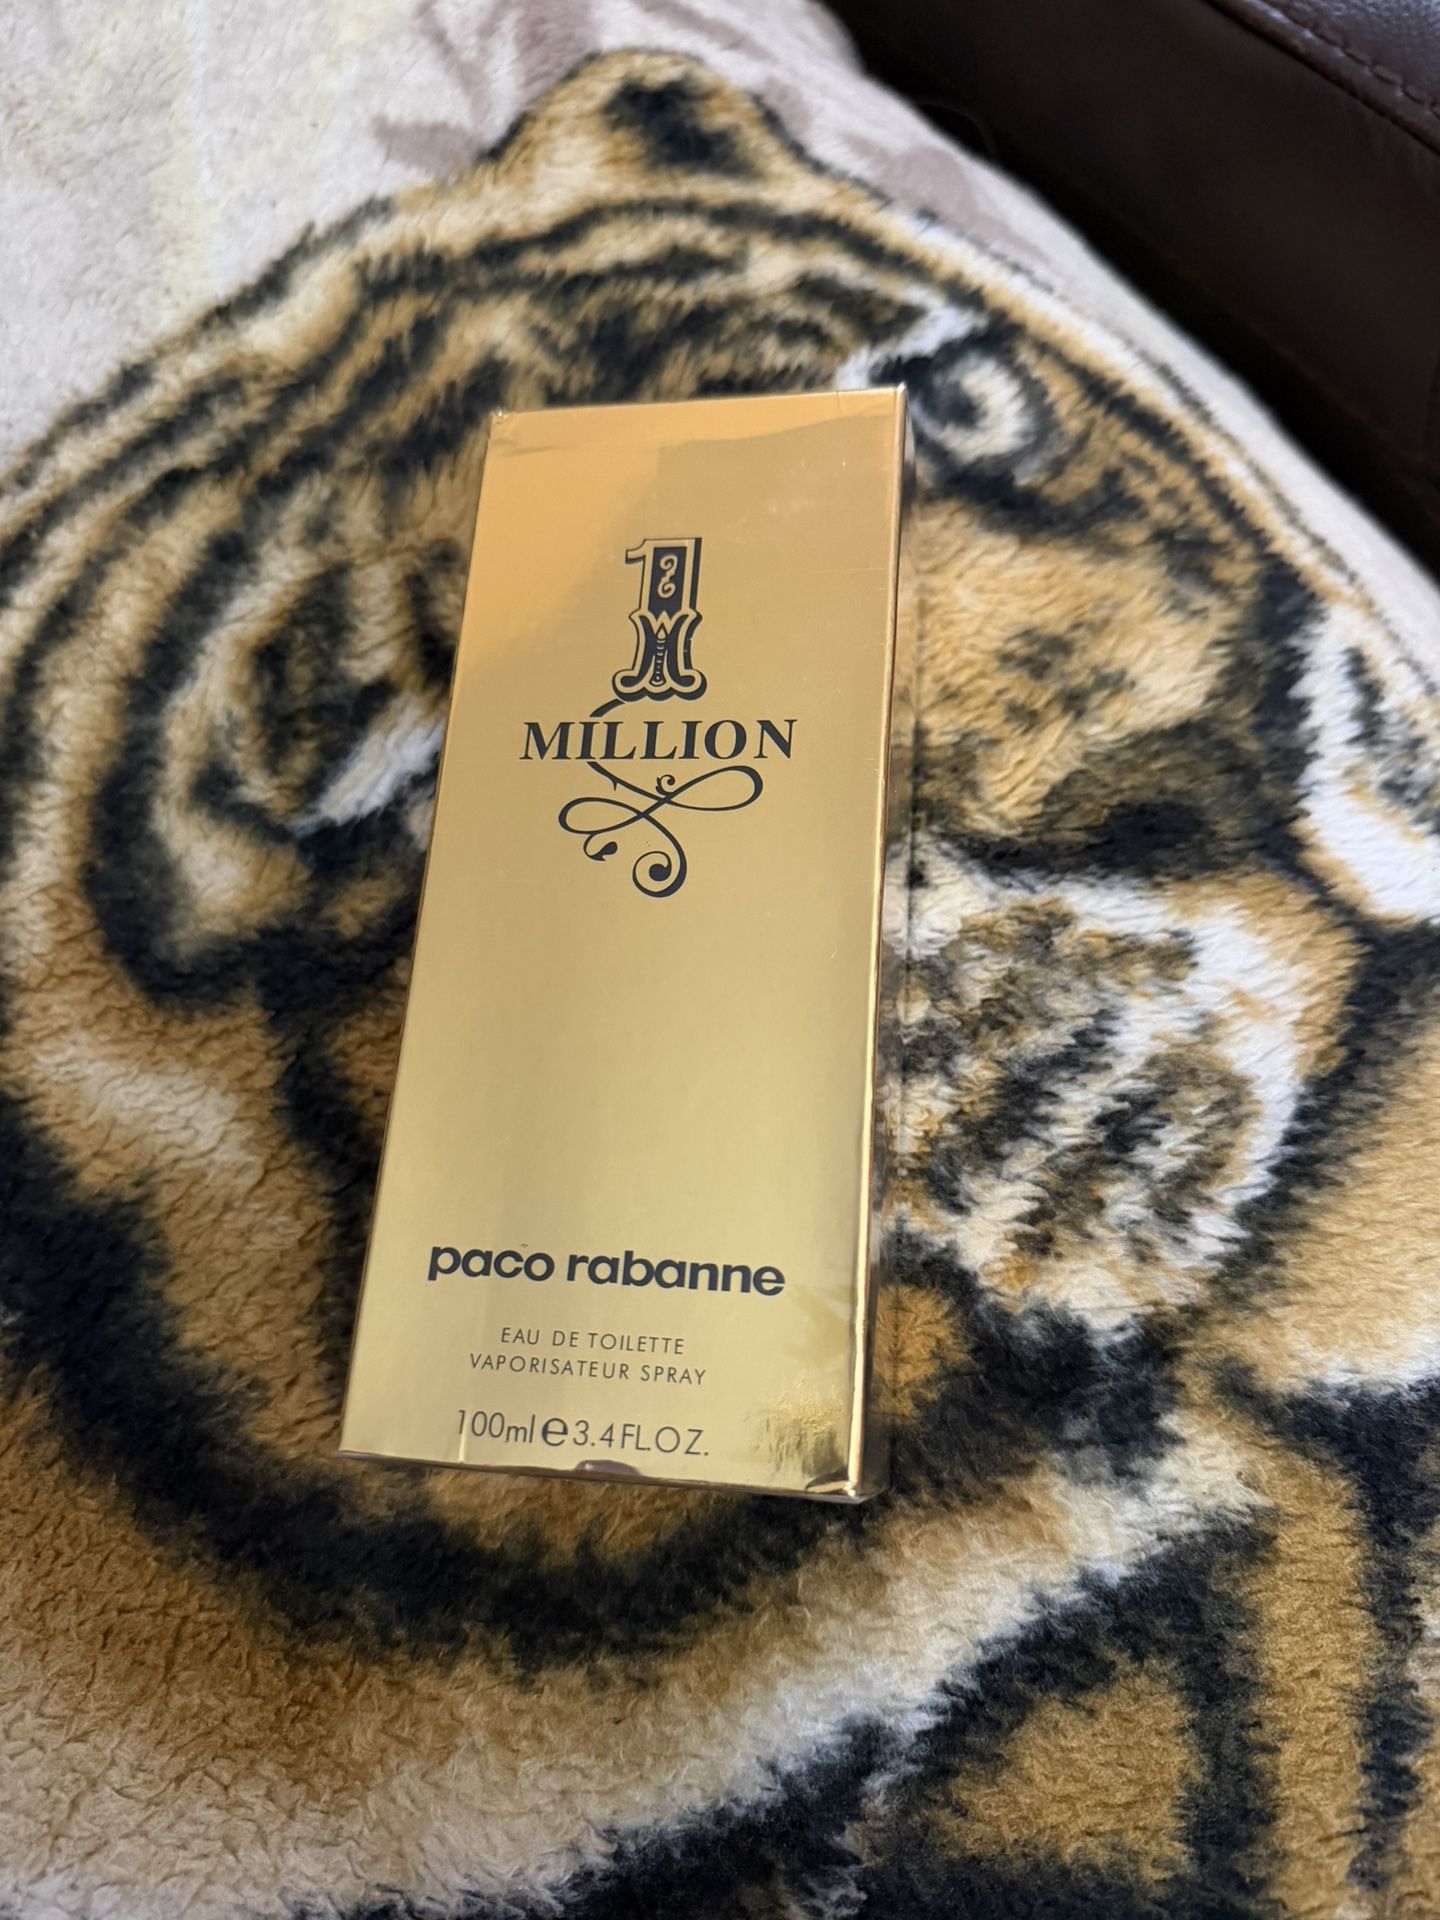 1
MILLION
paco rabanne
EAU DE TOILETTE
VAPORISATEUR SPRAY
100ml e 3.4FL.OZ.